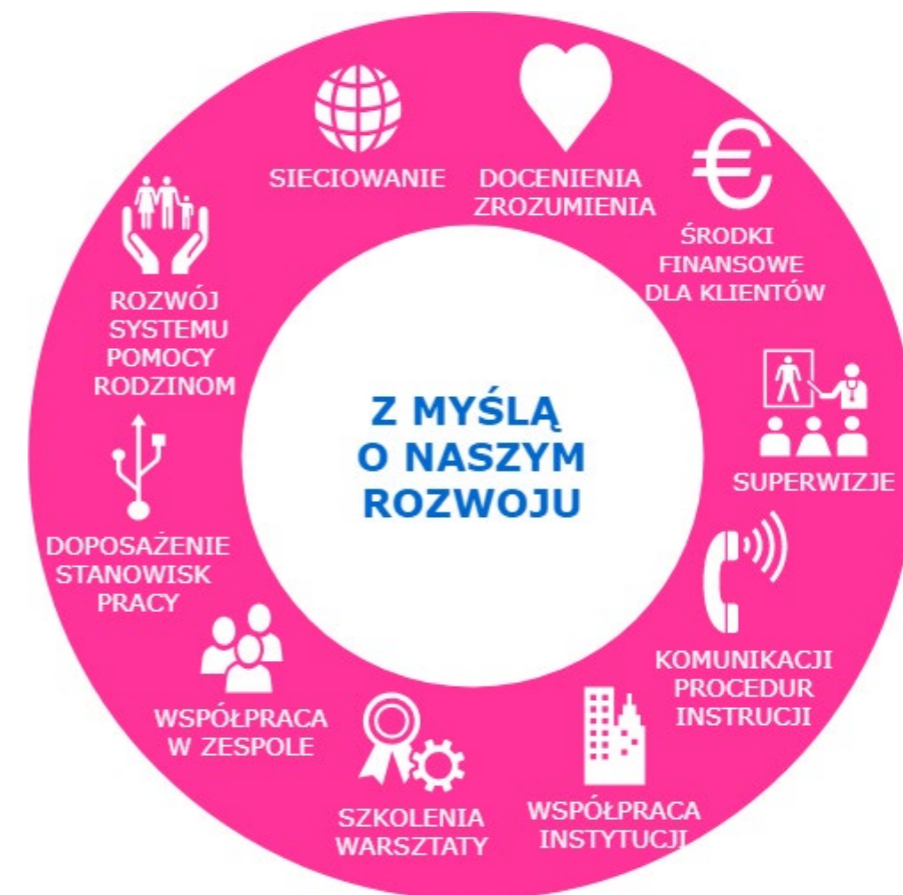 SIECIOWANIE
DOCENIENIA
ZROZUMIENIA
€
ŚRODKI
FINANSOWE
DLA KLIENTÓW
SUPERWIZJE
KOMUNIKACJI
PROCEDUR
INSTRUCJI
WSPÓŁPRACA
INSTYTUCJI
SZKOLENIA
WARSZTATY
WSPÓŁPRACA
W ZESPOLE
DOPOSAŻENIE
STANOWISK
PRACY
ROZWÓJ
SYSTEMU
POMOCY
RODZINOM
Z MYŚLĄ
O NASZYM
ROZWOJU